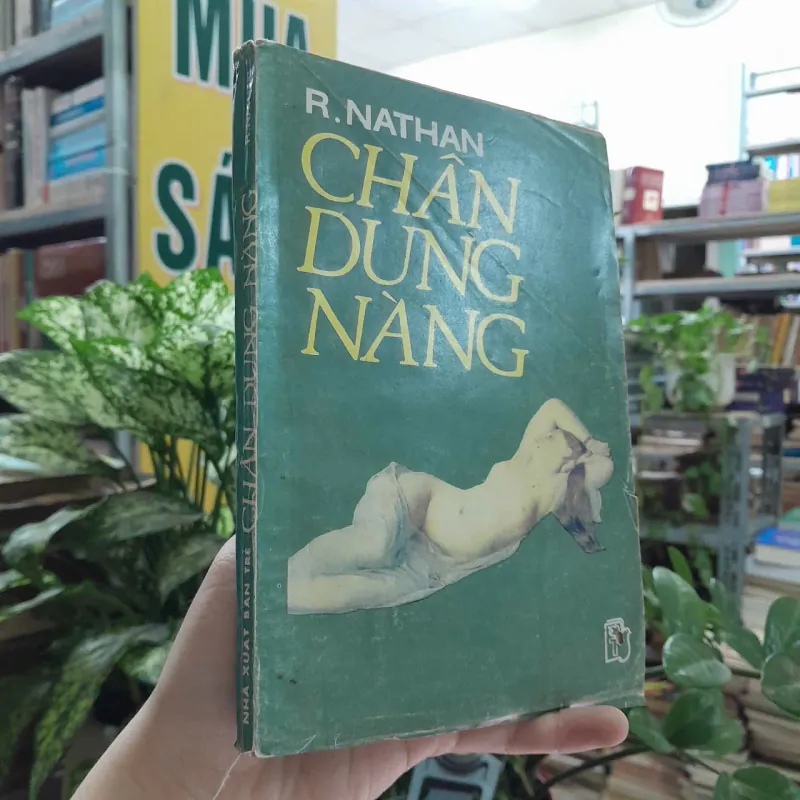 MUA
SÁ
R. NATHAN
CHÂN
DUNG
NÀNG
NHÀ XUẤT BẢN TRẺ CHÂN DUNG NÀNG